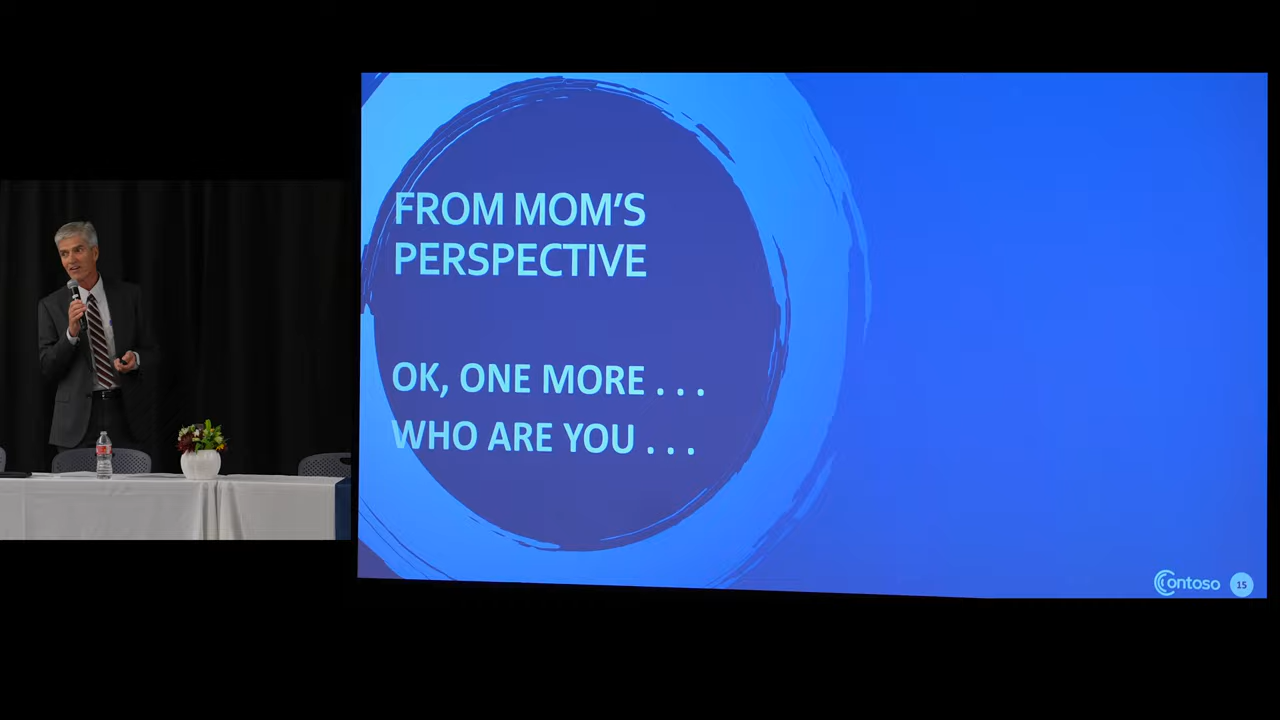 FROM MOM'S
PERSPECTIVE
OK, ONE MORE . . .
WHO ARE YOU . . .
Contoso
15